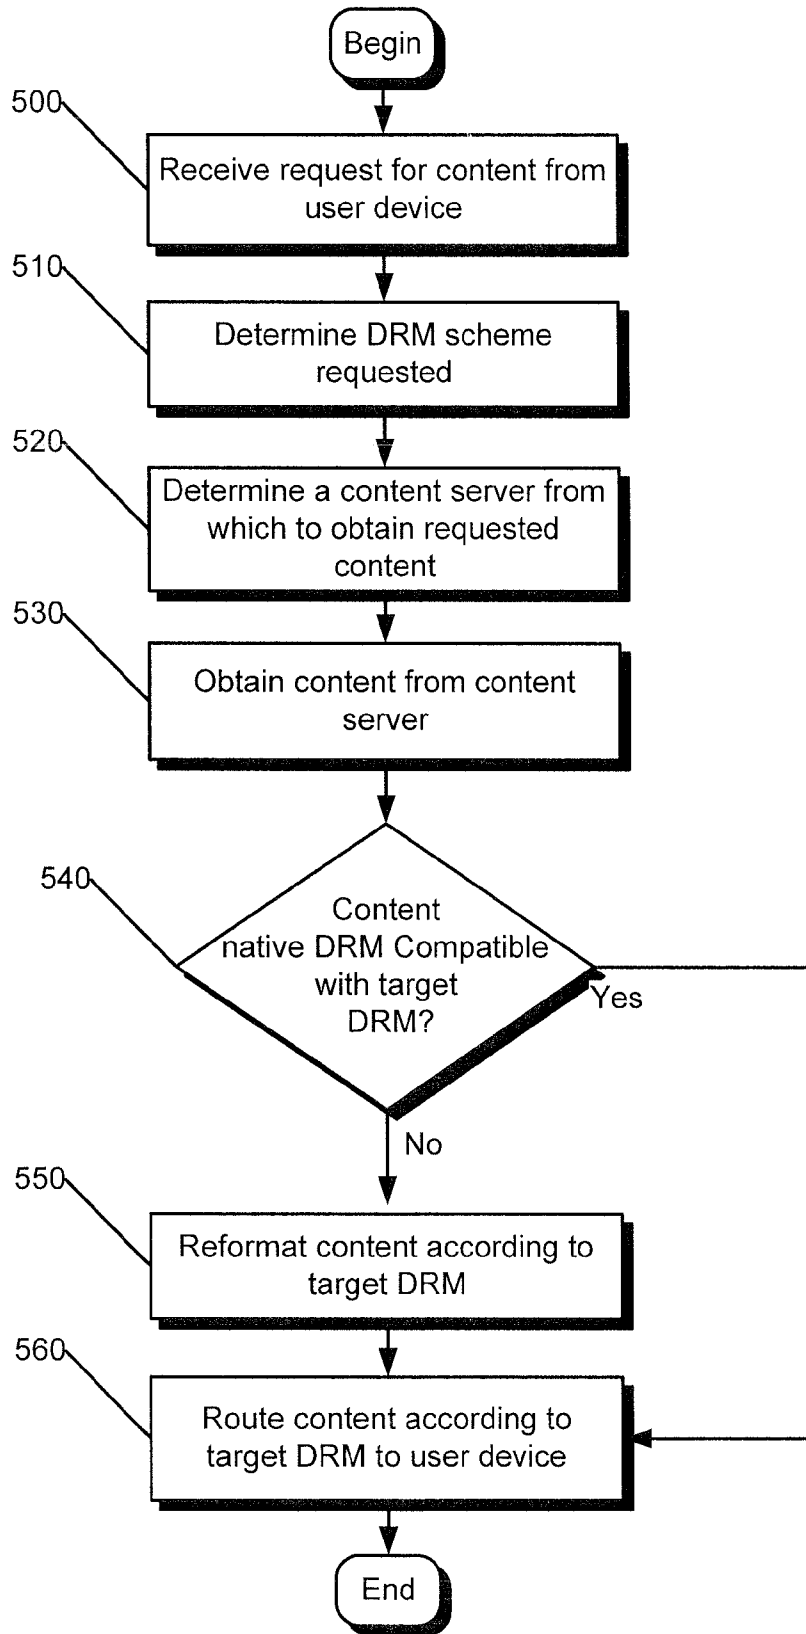 Begin
500
Receive request for content from
user device
510
Determine DRM scheme
requested
520
Determine a content server from
which to obtain requested
content
530
Obtain content from content
server
540
Content
native DRM Compatible
with target
DRM?
Yes
No
550
Reformat content according to
target DRM
560
Route content according to
target DRM to user device
End